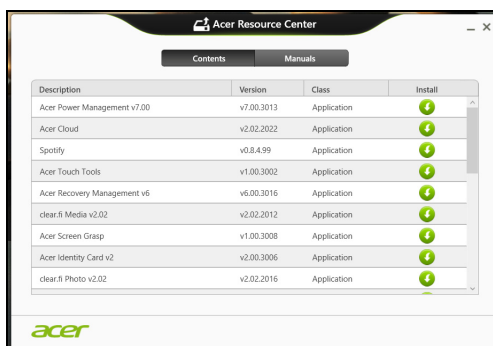 Acer Resource Center
Contents Manuals
Description Version Class Install
Acer Power Management v7.00 v7.00.3013 Application
Acer Cloud v2.02.2022 Application
Spotify v0.8.4.99 Application
Acer Touch Tools v1.00.3002 Application
Acer Recovery Management v6 v6.00.3016 Application
clear.fi Media v2.02 v2.02.2012 Application
Acer Screen Grasp v1.00.3008 Application
Acer Identity Card v2 v2.00.3006 Application
clear.fi Photo v2.02 v2.02.2016 Application
acer